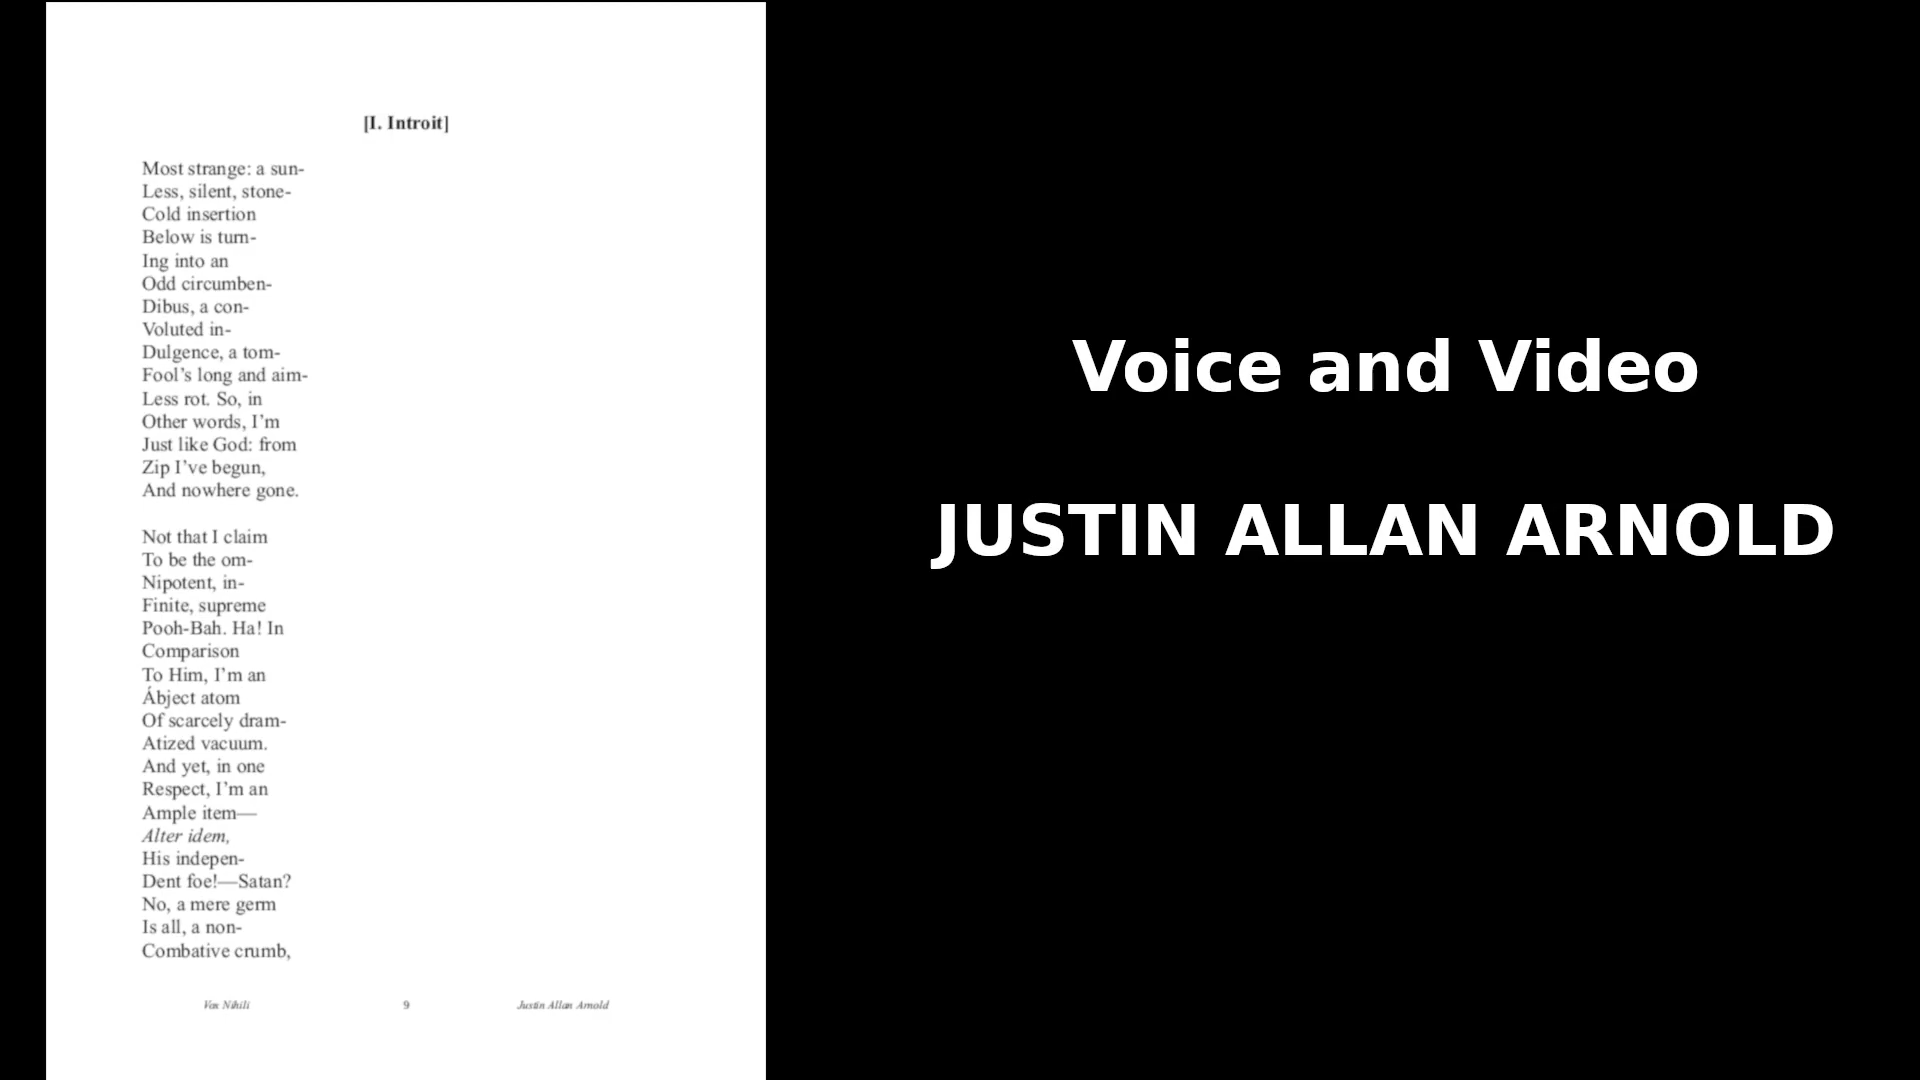 [I. Introit]
Most strange: a sun-
Less, silent, stone-
Cold insertion
Below is turn-
Ing into an
Odd circumben-
Dibus, a con-
Voluted in-
Dulgence, a tom-
Fool’s long and aim-
Less rot. So, in
Other words, I’m
Just like God: from
Zip I’ve begun,
And nowhere gone.
Not that I claim
To be the om-
Nipotent, in-
Finite, supreme
Pooh-Bah. Ha! In
Comparison
To Him, I’m an
Ábject atom
Of scarcely dram-
Atized vacuum.
And yet, in one
Respect, I’m an
Ample item—
Alter idem,
His indepen-
Dent foe!—Satan?
No, a mere germ
Is all, a non-
Combative crumb,
Vox Nihili 9 Justin Allan Arnold
Voice and Video
JUSTIN ALLAN ARNOLD